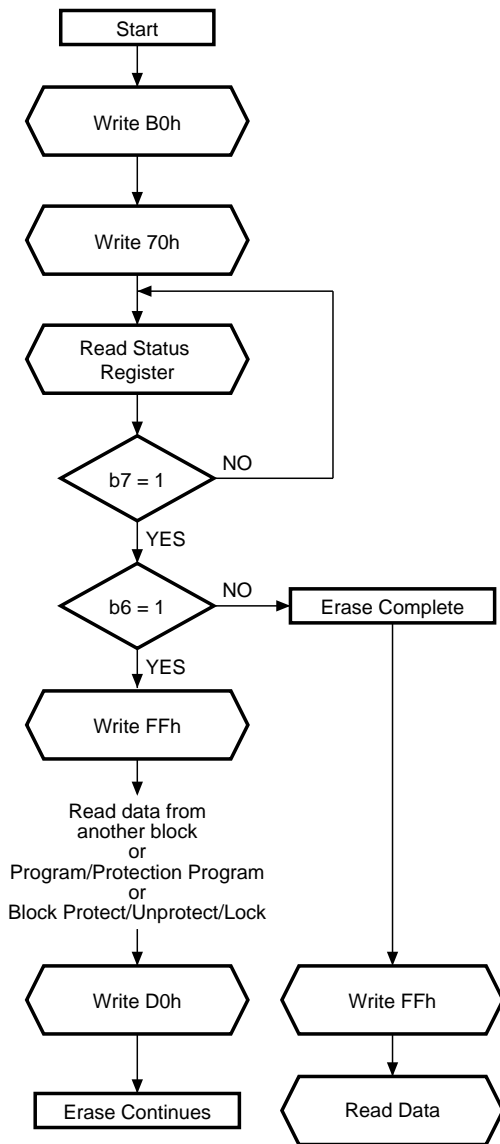 Start
Write B0h
Write 70h
Read Status
Register
b7 = 1
NO
YES
b6 = 1
NO
Erase Complete
YES
Write FFh
Read data from
another block
or
Program/Protection Program
or
Block Protect/Unprotect/Lock
Write D0h
Write FFh
Erase Continues
Read Data